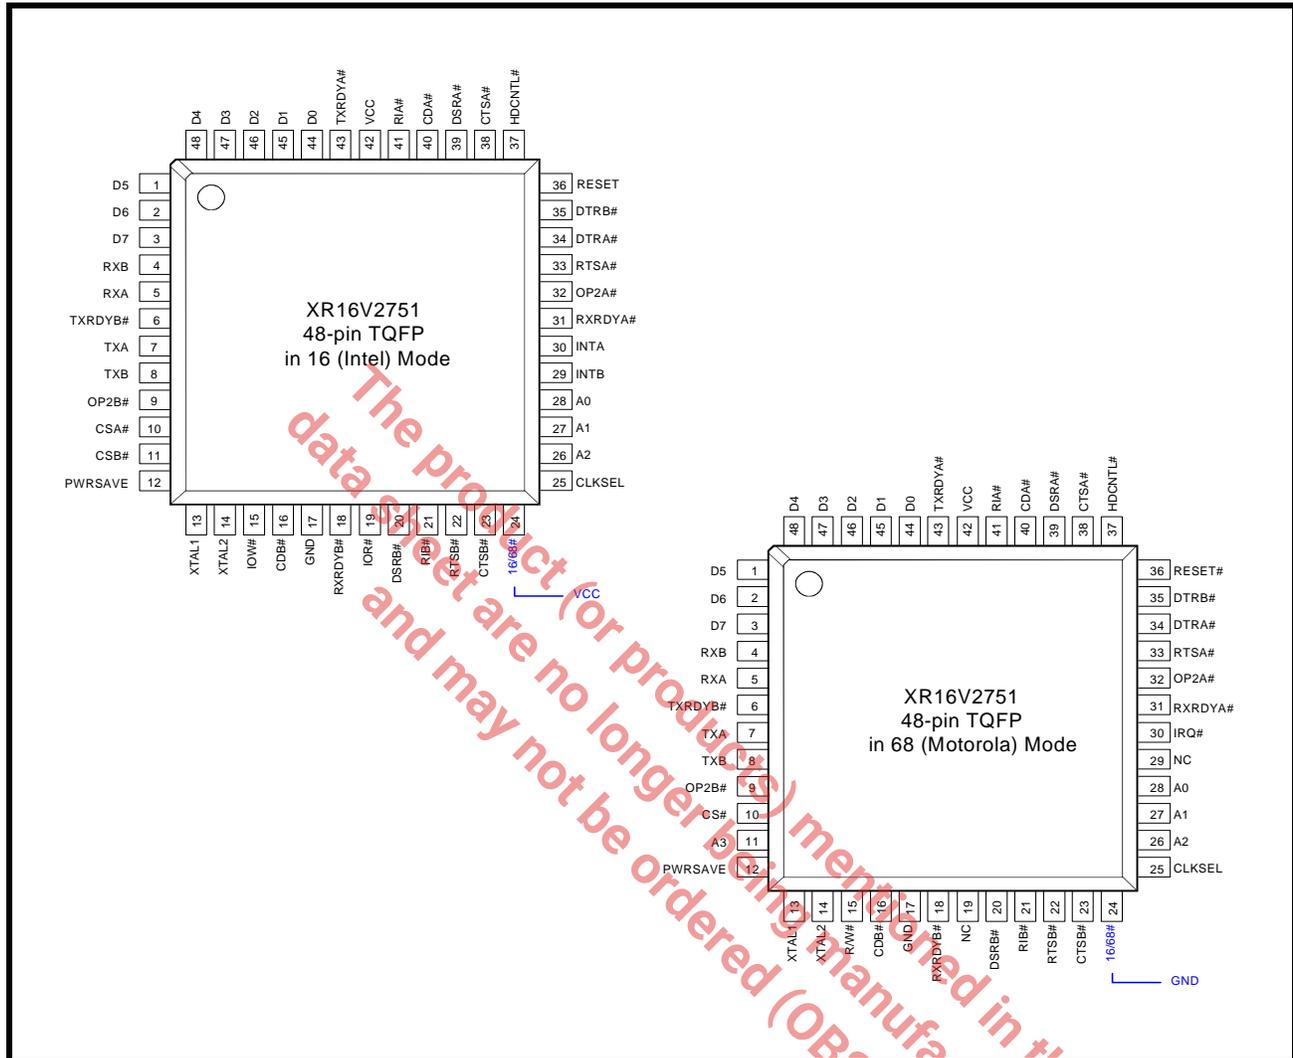 D4
D3
D2
D1
D0
TXRDYA#
VCC
RIA#
CDA#
DSRA#
CTSA#
HDCNTL#
48
47
46
45
44
43
42
41
40
39
38
37
D5 1
D6 2
D7 3
RXB 4
RXA 5
TXRDYB# 6
TXA 7
TXB 8
OP2B# 9
CSA# 10
CSB# 11
PWRSAVE 12
XR16V2751
48-pin TQFP
in 16 (Intel) Mode
36 RESET
35 DTRB#
34 DTRA#
33 RTSA#
32 OP2A#
31 RXRDYA#
30 INTA
29 INTB
28 A0
27 A1
26 A2
25 CLKSEL
13
14
15
16
17
18
19
20
21
22
23
24
XTAL1
XTAL2
IOW#
CDB#
GND
RXRDYB#
IOR#
DSRB#
RIB#
RTSB#
CTSB#
16/68#
VCC
D4
D3
D2
D1
D0
TXRDYA#
VCC
RIA#
CDA#
DSRA#
CTSA#
HDCNTL#
48
47
46
45
44
43
42
41
40
39
38
37
D5 1
D6 2
D7 3
RXB 4
RXA 5
TXRDYB# 6
TXA 7
TXB 8
OP2B# 9
CS# 10
A3 11
PWRSAVE 12
XR16V2751
48-pin TQFP
in 68 (Motorola) Mode
36 RESET#
35 DTRB#
34 DTRA#
33 RTSA#
32 OP2A#
31 RXRDYA#
30 IRQ#
29 NC
28 A0
27 A1
26 A2
25 CLKSEL
13
14
15
16
17
18
19
20
21
22
23
24
XTAL1
XTAL2
R/W#
CDB#
GND
RXRDYB#
NC
DSRB#
RIB#
RTSB#
CTSB#
16/68#
GND
The product (or products) mentioned in
data sheet are no longer being
and may not be ordered